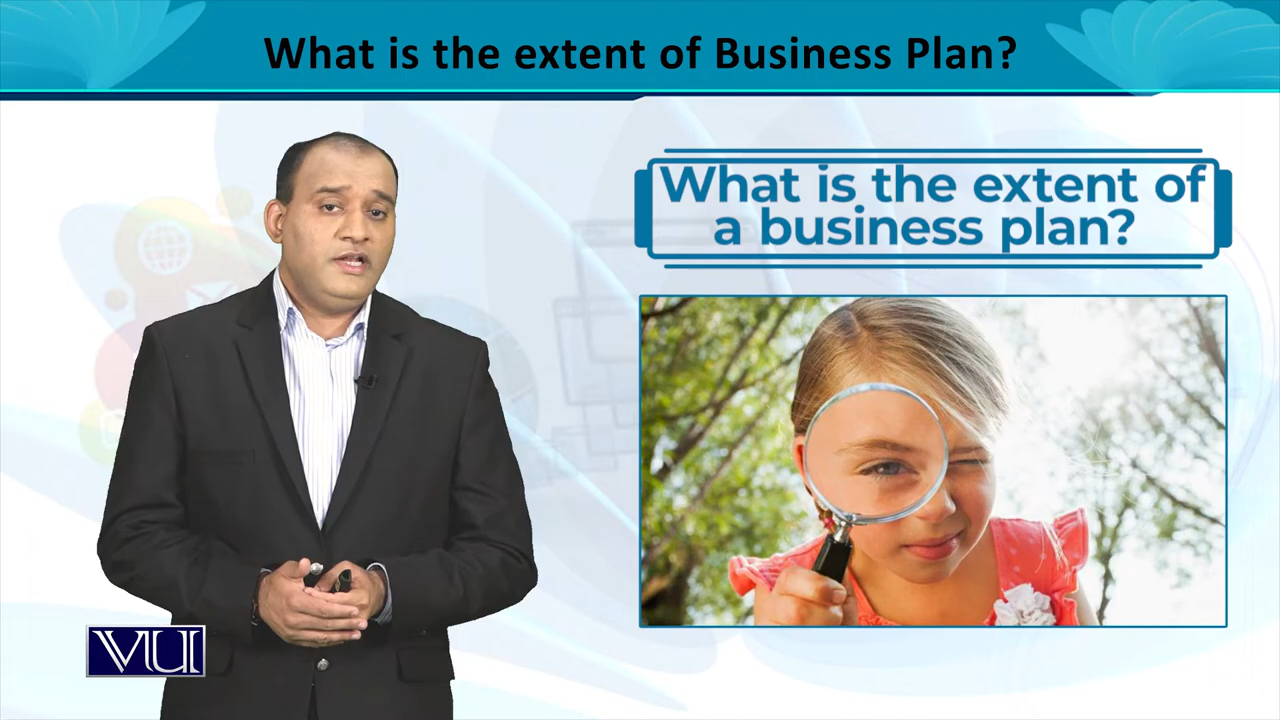 What is the extent of Business Plan?
What is the extent of
a business plan?
VU